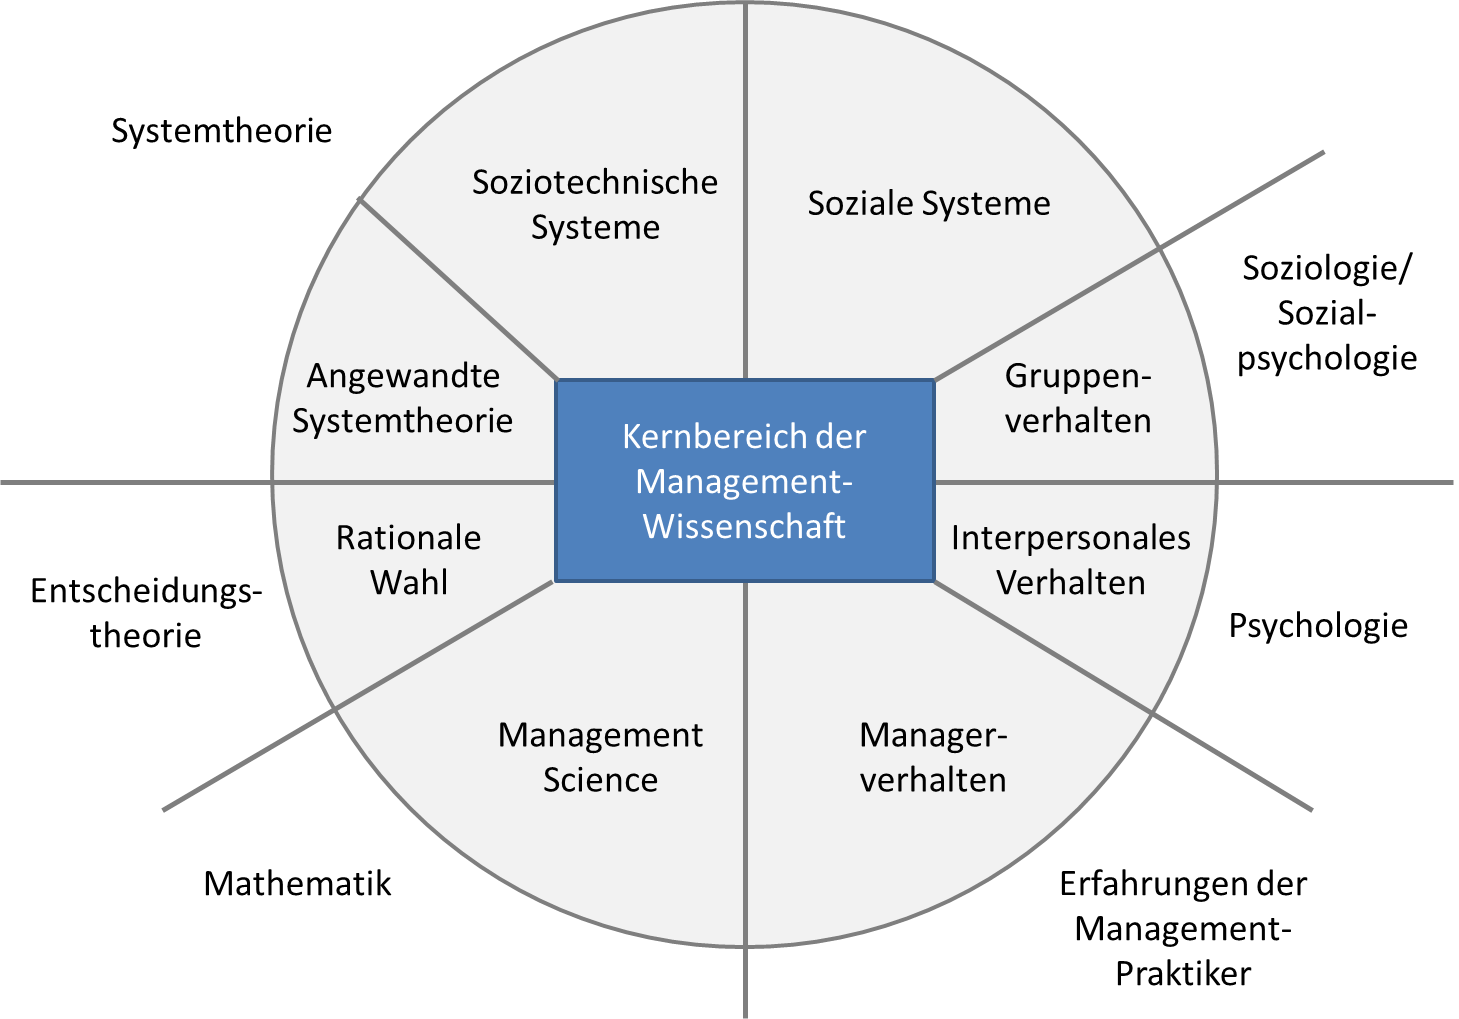 Systemtheorie
Soziotechnische
Systeme
Soziale Systeme
Soziologie/
Sozial-
psychologie
Angewandte
Systemtheorie
Gruppen-
verhalten
Kernbereich der
Management-
Wissenschaft
Rationale
Wahl
Interpersonales
Verhalten
Entscheidungs-
theorie
Psychologie
Management
Science
Manager-
verhalten
Mathematik
Erfahrungen der
Management-
Praktiker